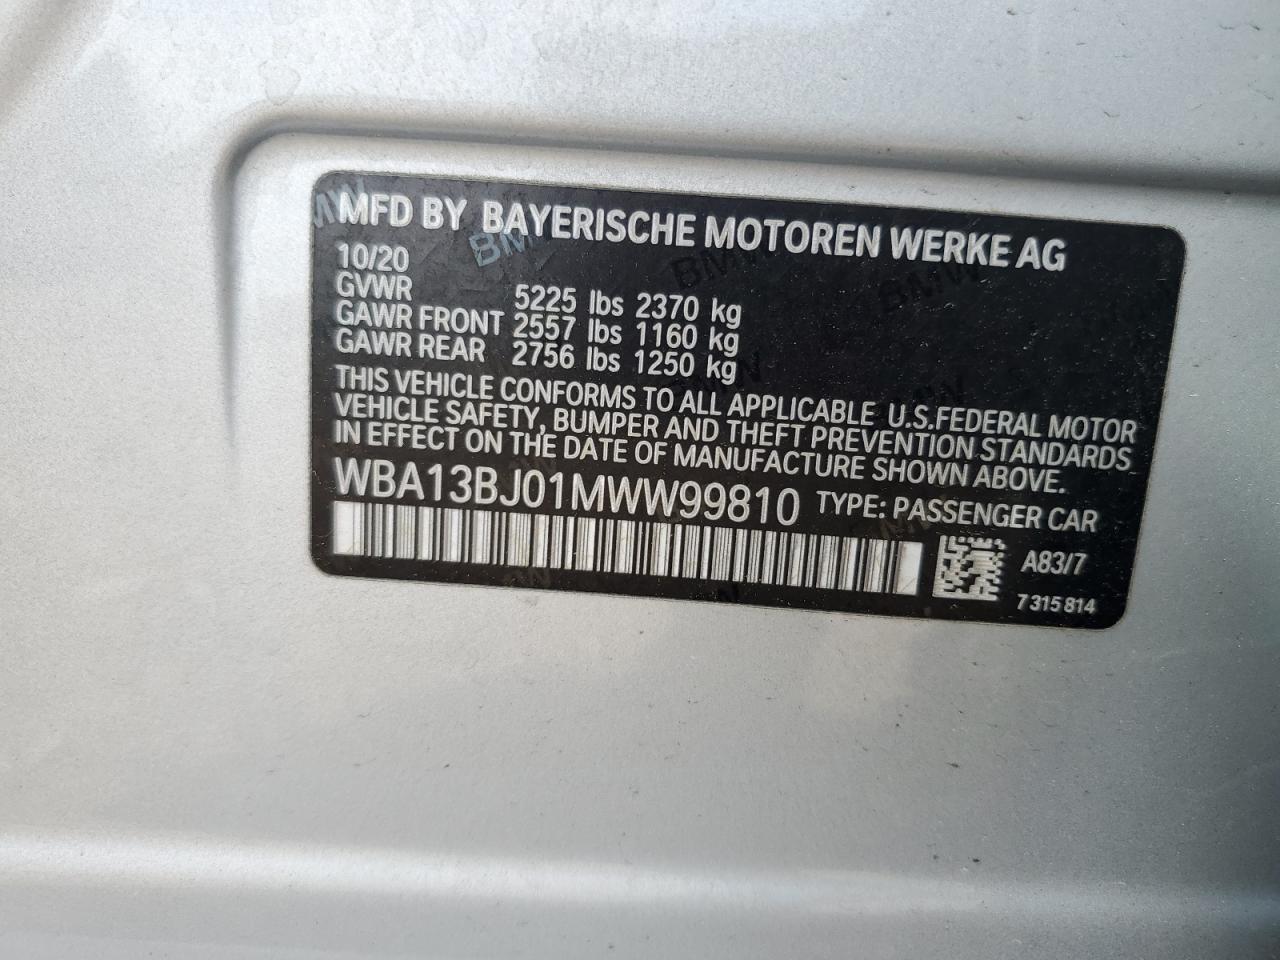 MFD BY BAYERISCHE MOTOREN WERKE AG
10/20
GVWR 5225 lbs 2370 kg
GAWR FRONT 2557 lbs 1160 kg
GAWR REAR 2756 lbs 1250 kg
THIS VEHICLE CONFORMS TO ALL APPLICABLE U.S.FEDERAL MOTOR
VEHICLE SAFETY, BUMPER AND THEFT PREVENTION STANDARDS
IN EFFECT ON THE DATE OF MANUFACTURE SHOWN ABOVE.
WBA13BJ01MWW99810 TYPE: PASSENGER CAR
A83/7
7 315 814